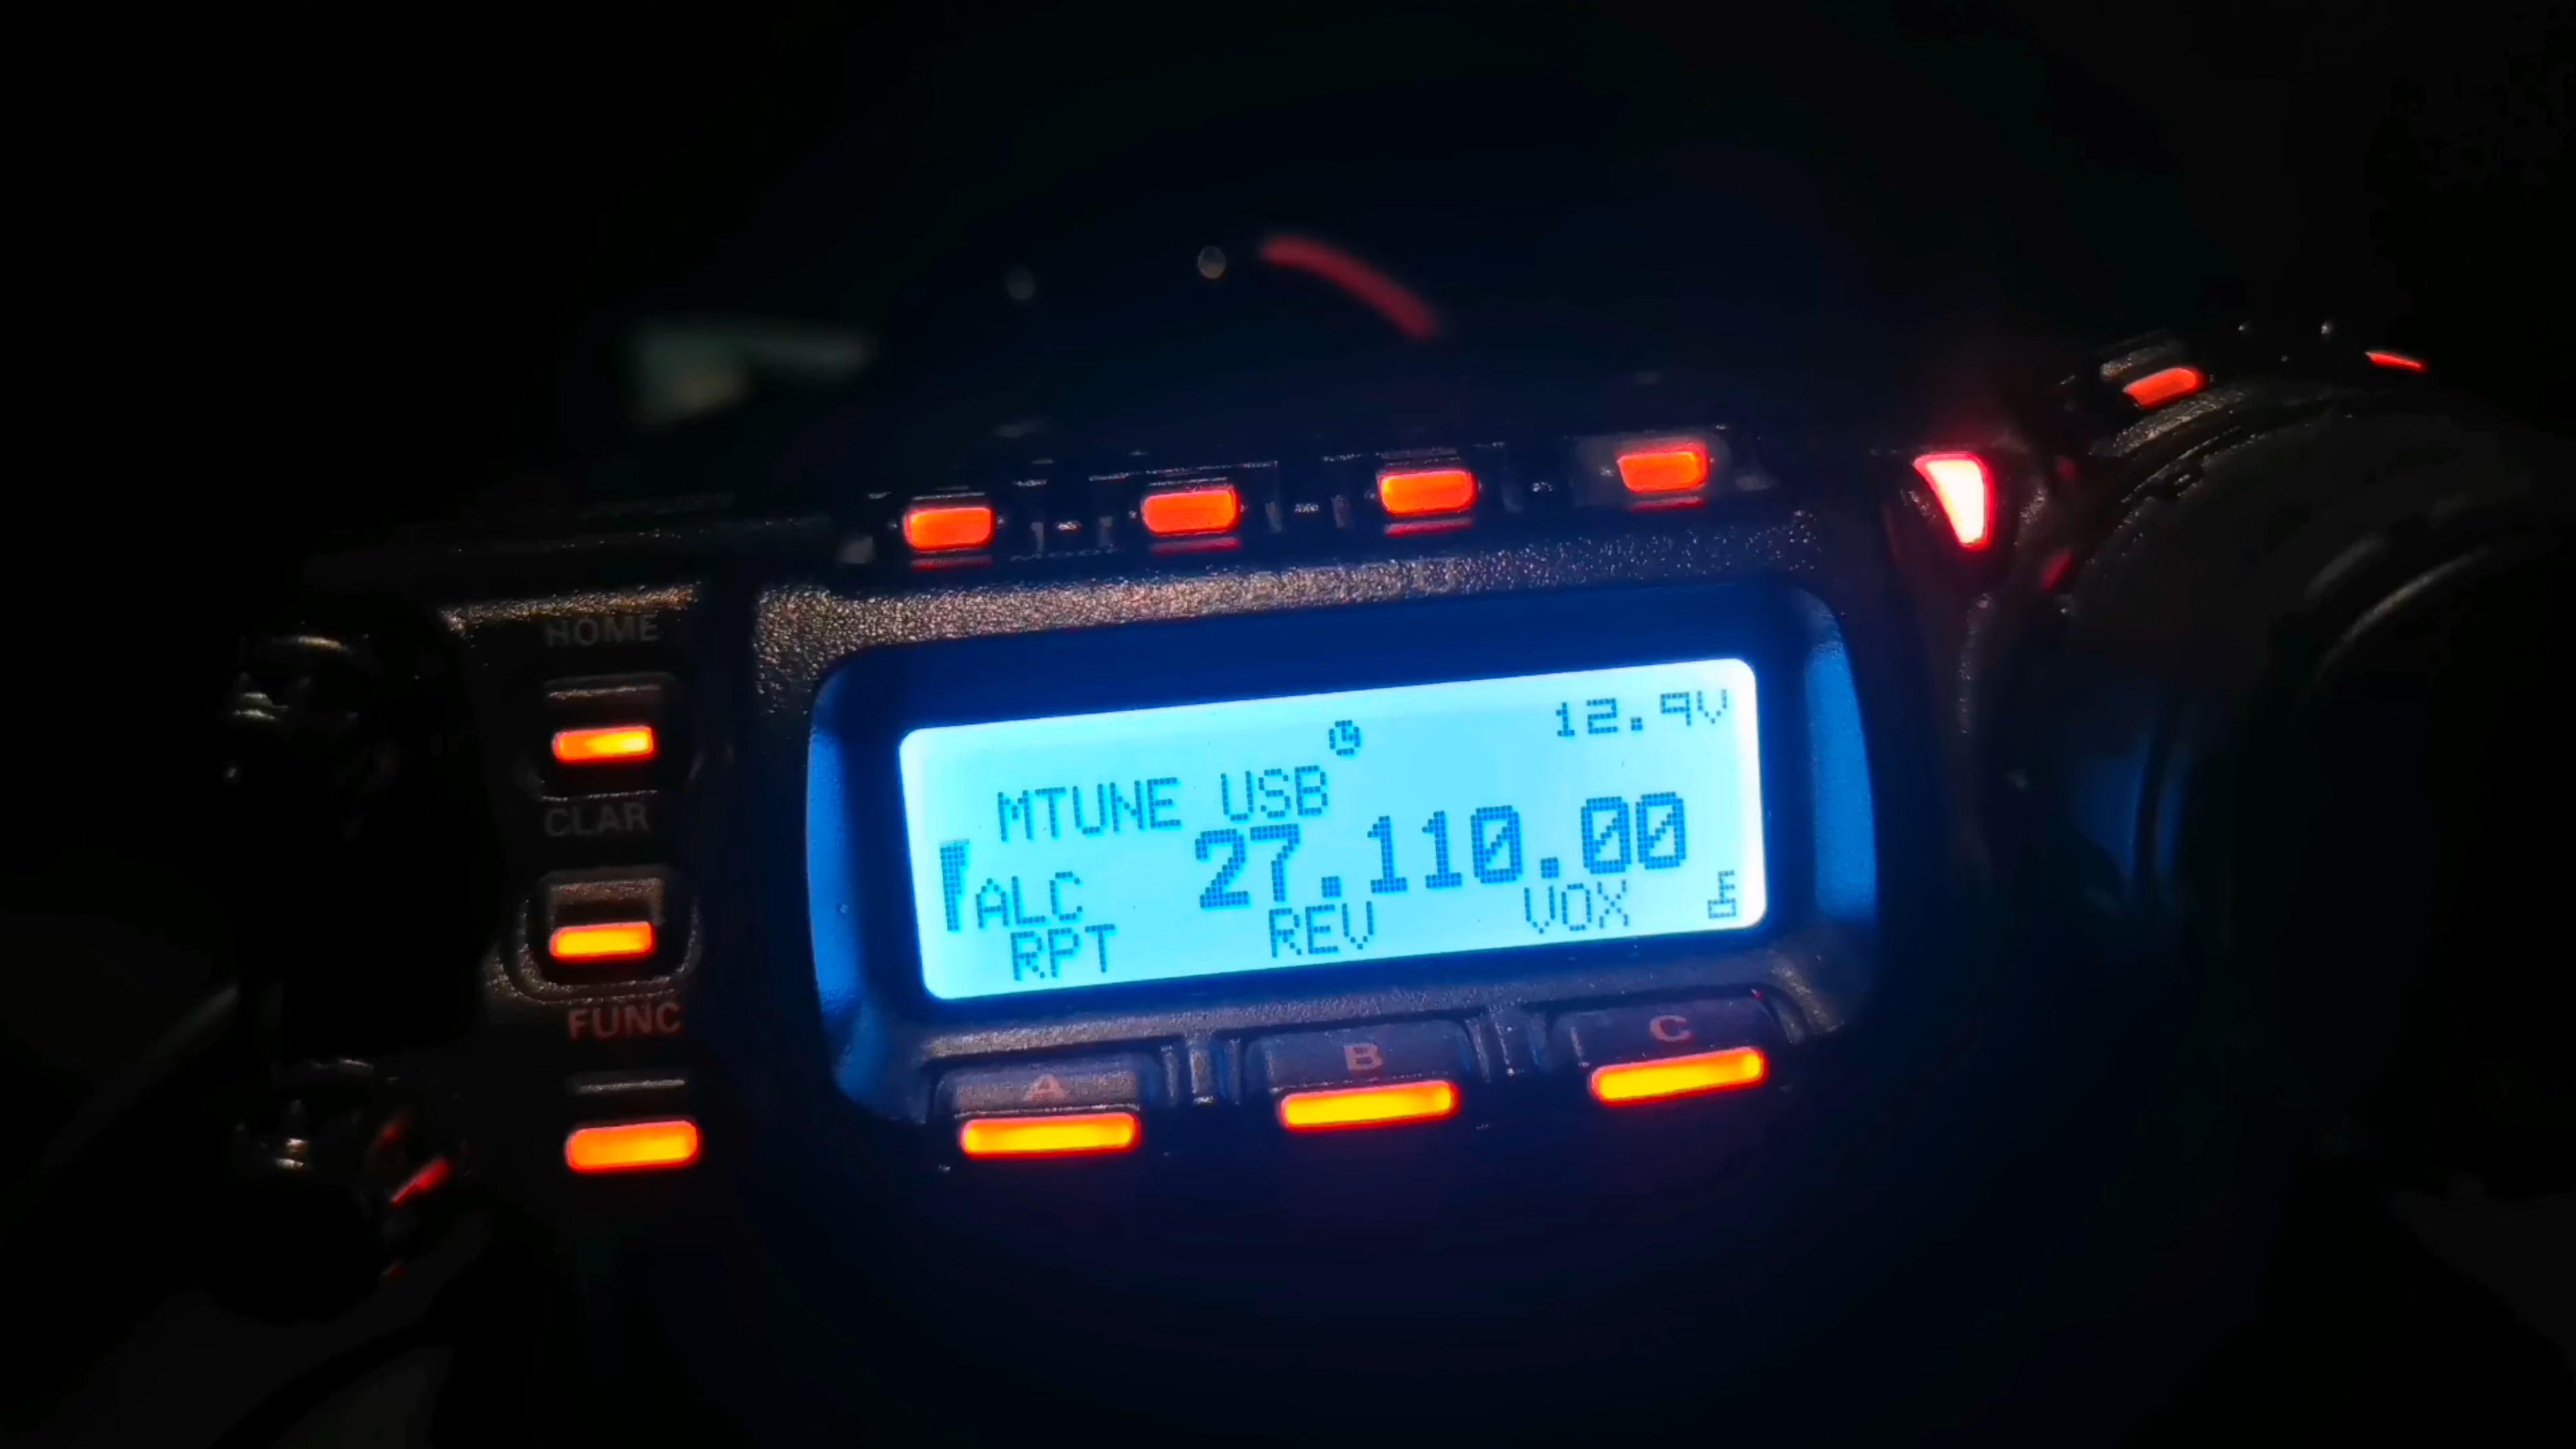 HOME
CLAR
FUNC
12.9V
MTUNE USB
27.110.00
ALC
RPT REV VOX
A B C